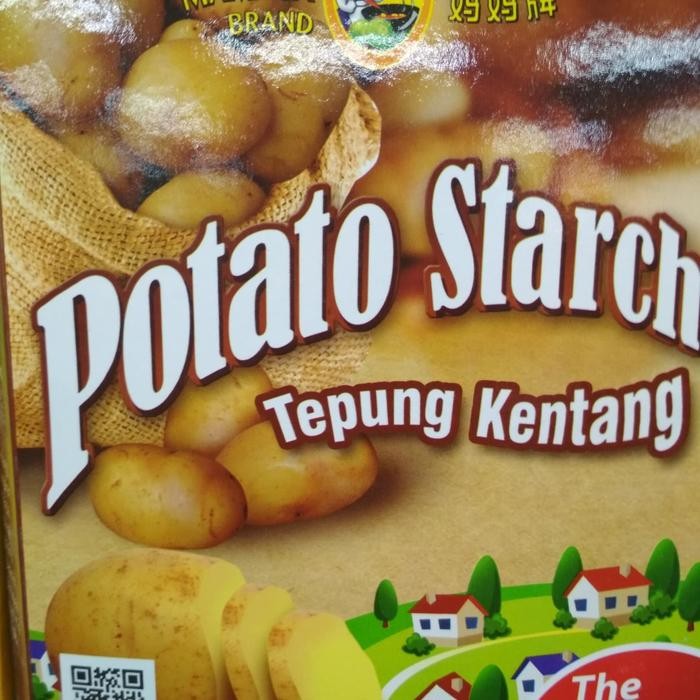 BRAND
妈妈牌
Potato Starch
Tepung Kentang
The